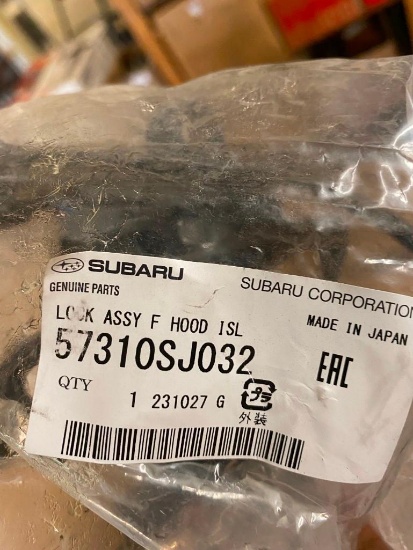 SUBARU
GENUINE PARTS
SUBARU CORPORATION
LOCK ASSY F HOOD ISL
MADE IN JAPAN
57310SJ032
EAC
QTY
1 231027 G
プラ
外装